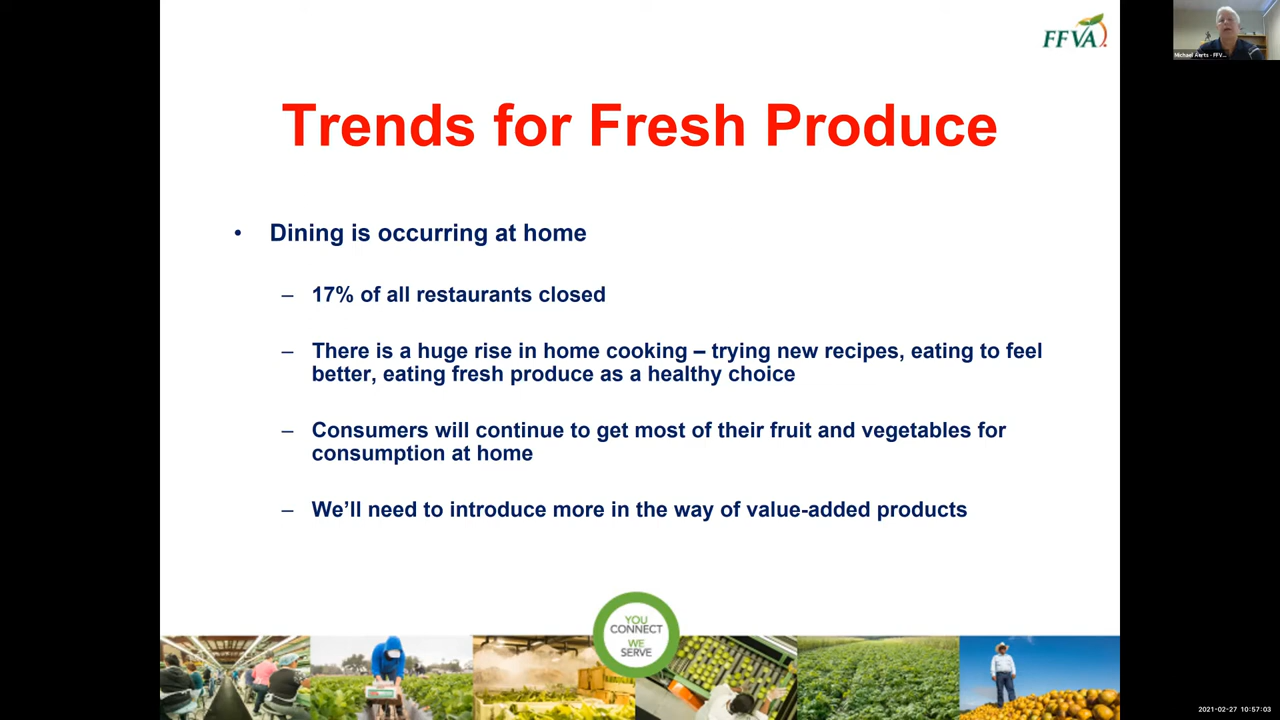 FFVA
Michael Aerts - FFV...
Trends for Fresh Produce
• Dining is occurring at home
– 17% of all restaurants closed
– There is a huge rise in home cooking – trying new recipes, eating to feel
better, eating fresh produce as a healthy choice
– Consumers will continue to get most of their fruit and vegetables for
consumption at home
– We’ll need to introduce more in the way of value-added products
YOU
CONNECT
WE
SERVE
2021-02-27 10:57:03